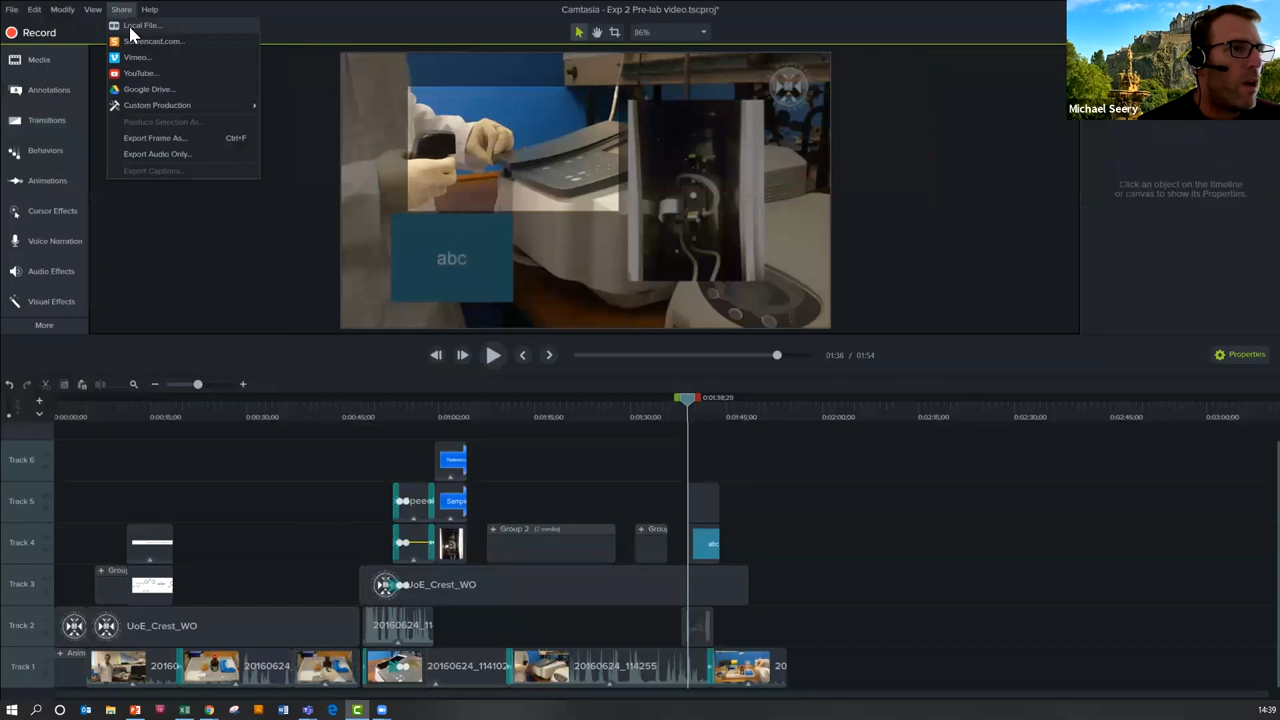 File Edit Modify View Share Help
Camtasia - Exp 2 Pre-lab video.tscproj*
Record
86%
Local File...
Screencast.com...
Vimeo...
YouTube...
Google Drive...
Custom Production
Produce Selection As...
Export Frame As... Ctrl+F
Export Audio Only...
Export Captions...
Media
Annotations
Transitions
Behaviors
Animations
Cursor Effects
Voice Narration
Audio Effects
Visual Effects
More
abc
Michael Seery
Click an object on the timeline
or canvas to show its Properties.
01:38 / 01:54
Properties
0:01:38;29
0:00:00;00 0:00:15;00 0:00:30;00 0:00:45;00 0:01:00;00 0:01:15;00 0:01:30;00 0:01:45;00 0:02:00;00 0:02:15;00 0:02:30;00 0:02:45;00 0:03:00;00
Track 6
Track 5 Samp
Track 4 Group 2 (2 media) Grou abc
Track 3 Grou UoE_Crest_WO
Track 2 UoE_Crest_WO 20160624_11
Track 1 Anim 2016 20160624 20160624_114102 20160624_114255 20
14:39